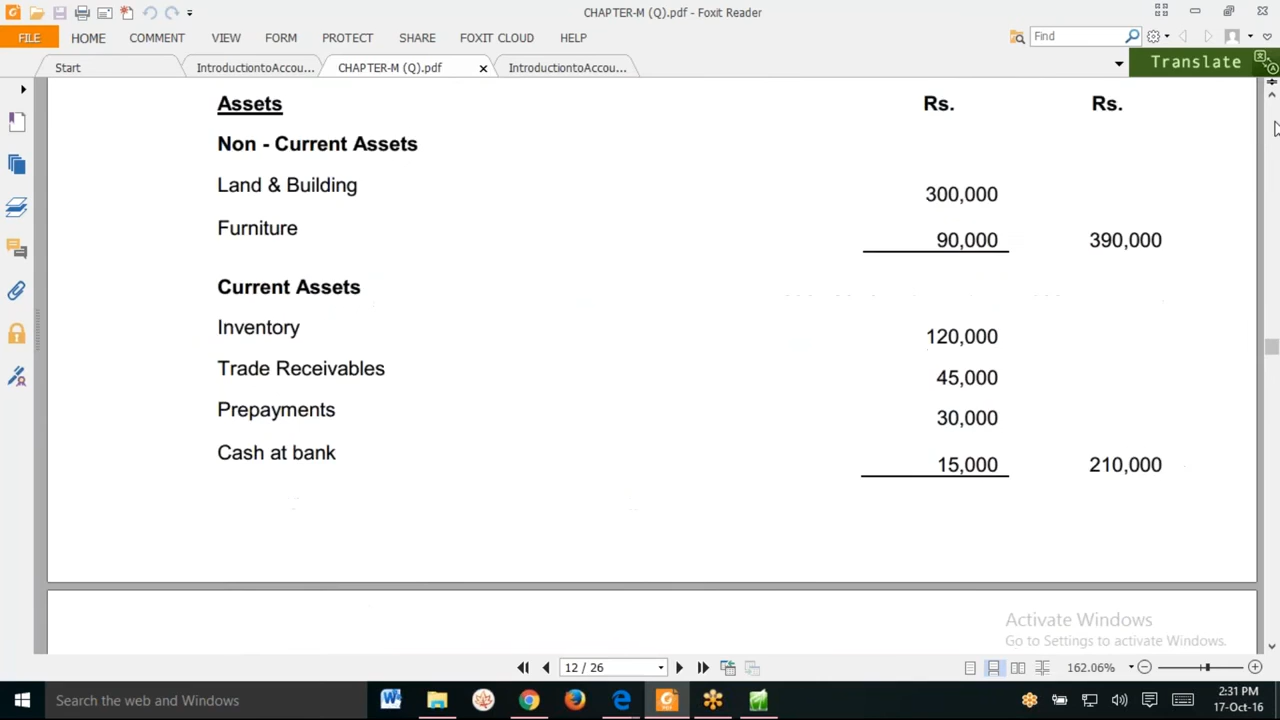 CHAPTER-M (Q).pdf - Foxit Reader
FILE HOME COMMENT VIEW FORM PROTECT SHARE FOXIT CLOUD HELP Find
Start IntroductiontoAccou... CHAPTER-M (Q).pdf IntroductiontoAccou... Translate
Assets Rs. Rs.
Non - Current Assets
Land & Building 300,000
Furniture 90,000 390,000
Current Assets
Inventory 120,000
Trade Receivables 45,000
Prepayments 30,000
Cash at bank 15,000 210,000
Activate Windows
Go to Settings to activate Windows.
12 / 26 162.06%
Search the web and Windows 2:31 PM
17-Oct-16